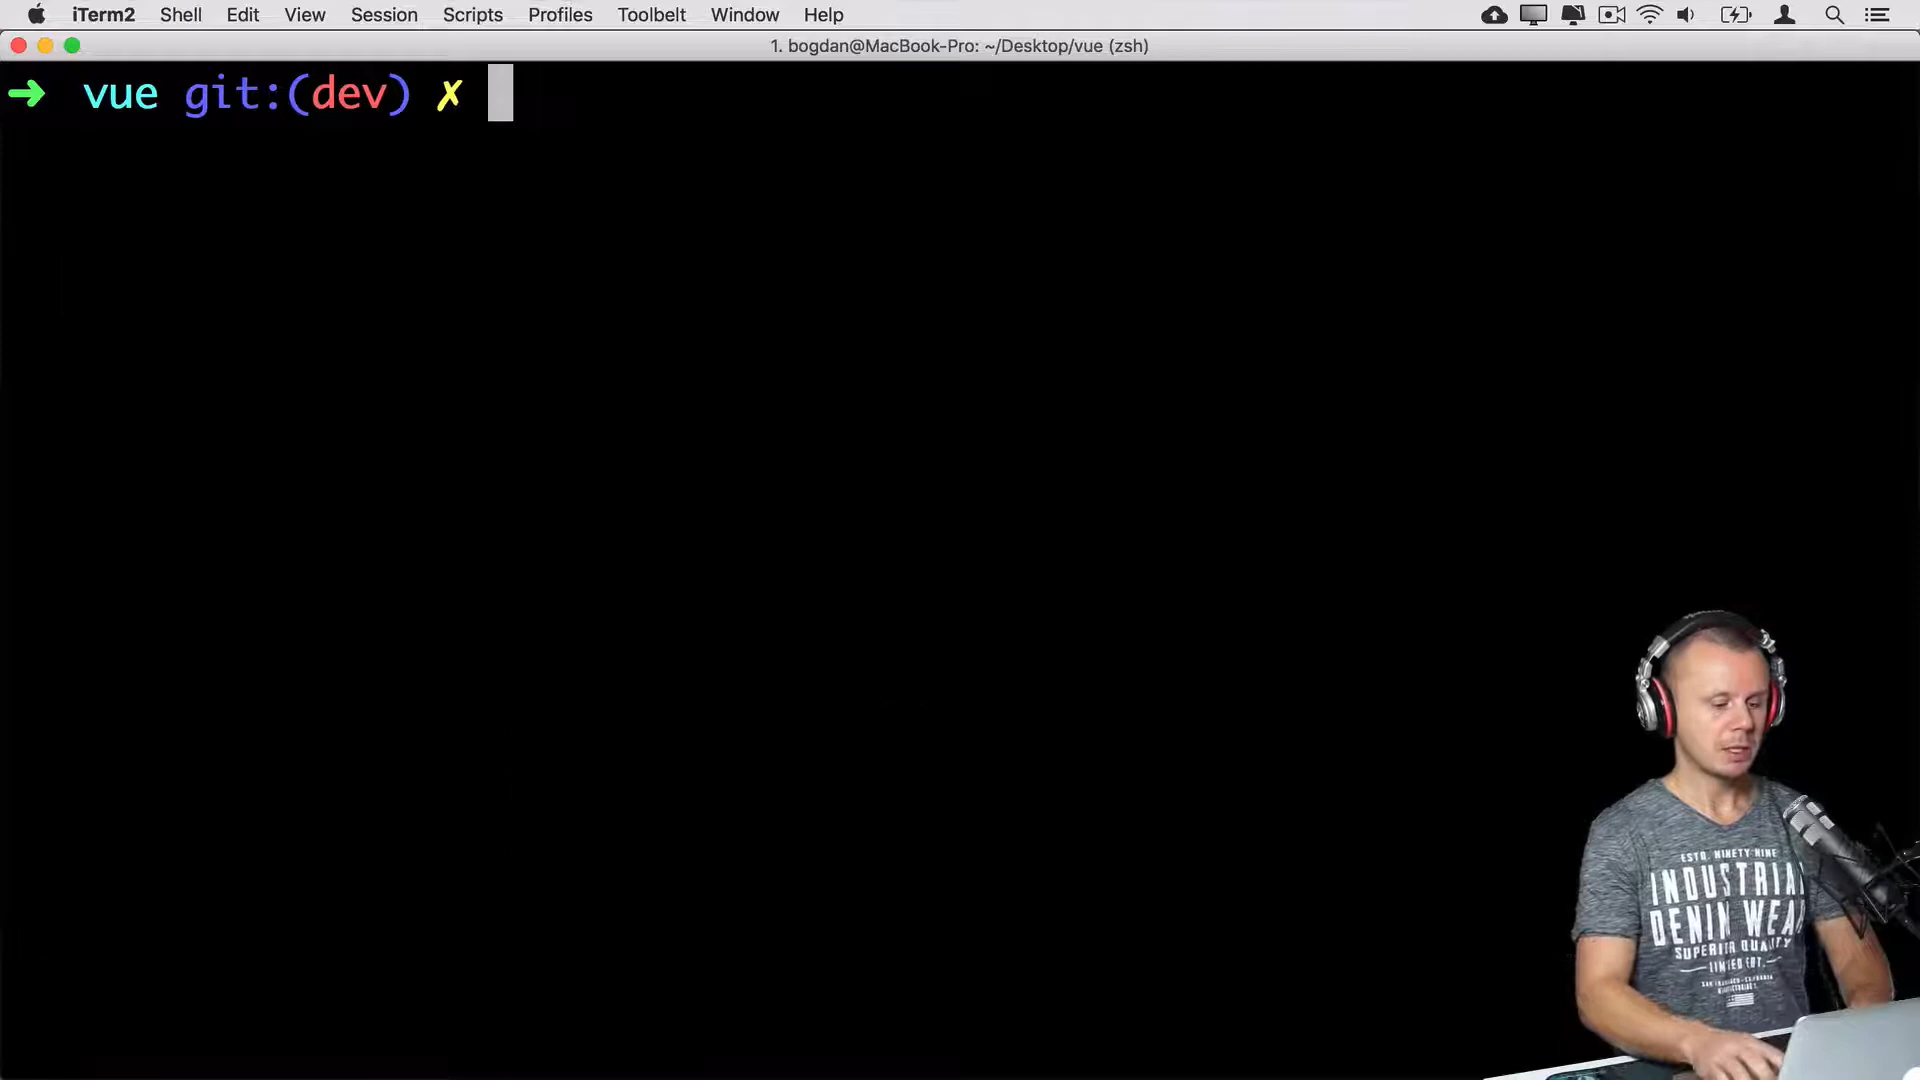 iTerm2 Shell Edit View Session Scripts Profiles Toolbelt Window Help
1. bogdan@MacBook-Pro: ~/Desktop/vue (zsh)
➜ vue git:(dev) ✗
ESTD. NINETY NINE
INDUSTRIAL
DENIM WEA
SUPERIOR QUALITY
LIMITED EDT.